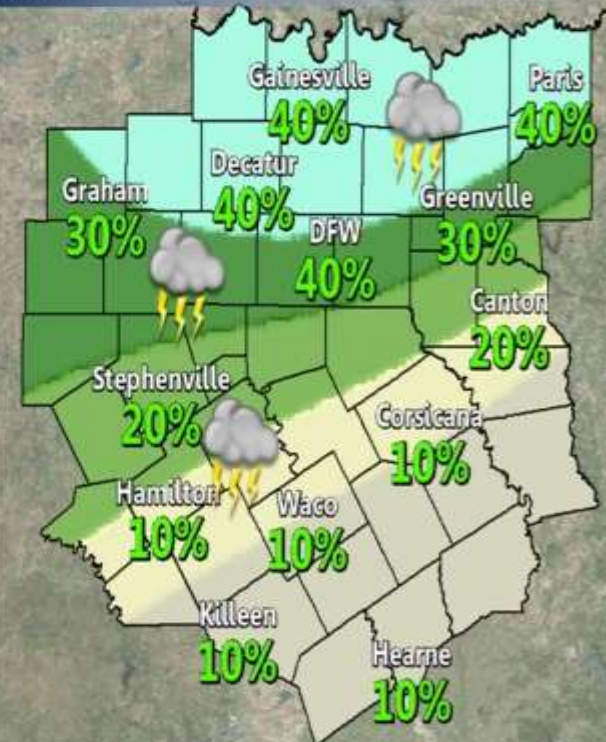 Gainesville
40%
Paris
40%
Decatur
40%
Graham
30%
Greenville
30%
DFW
40%
Canton
20%
Stephenville
20%
Corsicana
10%
Hamilton
10%
Waco
10%
Killeen
10%
Hearne
10%